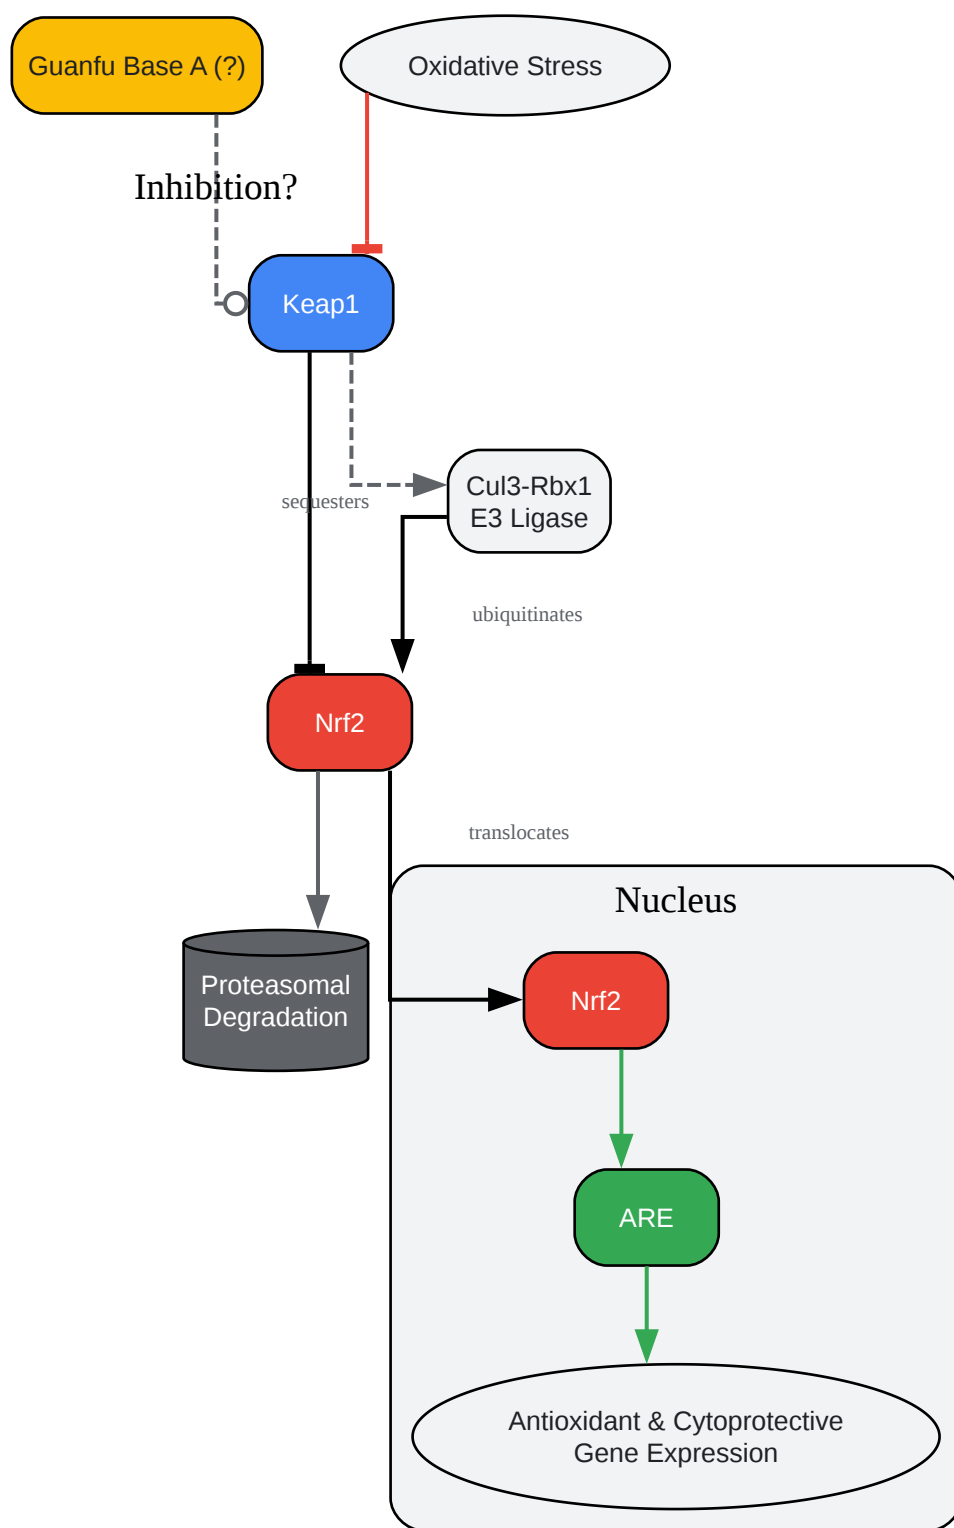 Guanfu Base A (?)
Oxidative Stress
Inhibition?
Keap1
Cul3-Rbx1
E3 Ligase
sequesters
ubiquitinates
Nrf2
translocates
Nucleus
Proteasomal
Degradation
Nrf2
ARE
Antioxidant & Cytoprotective
Gene Expression